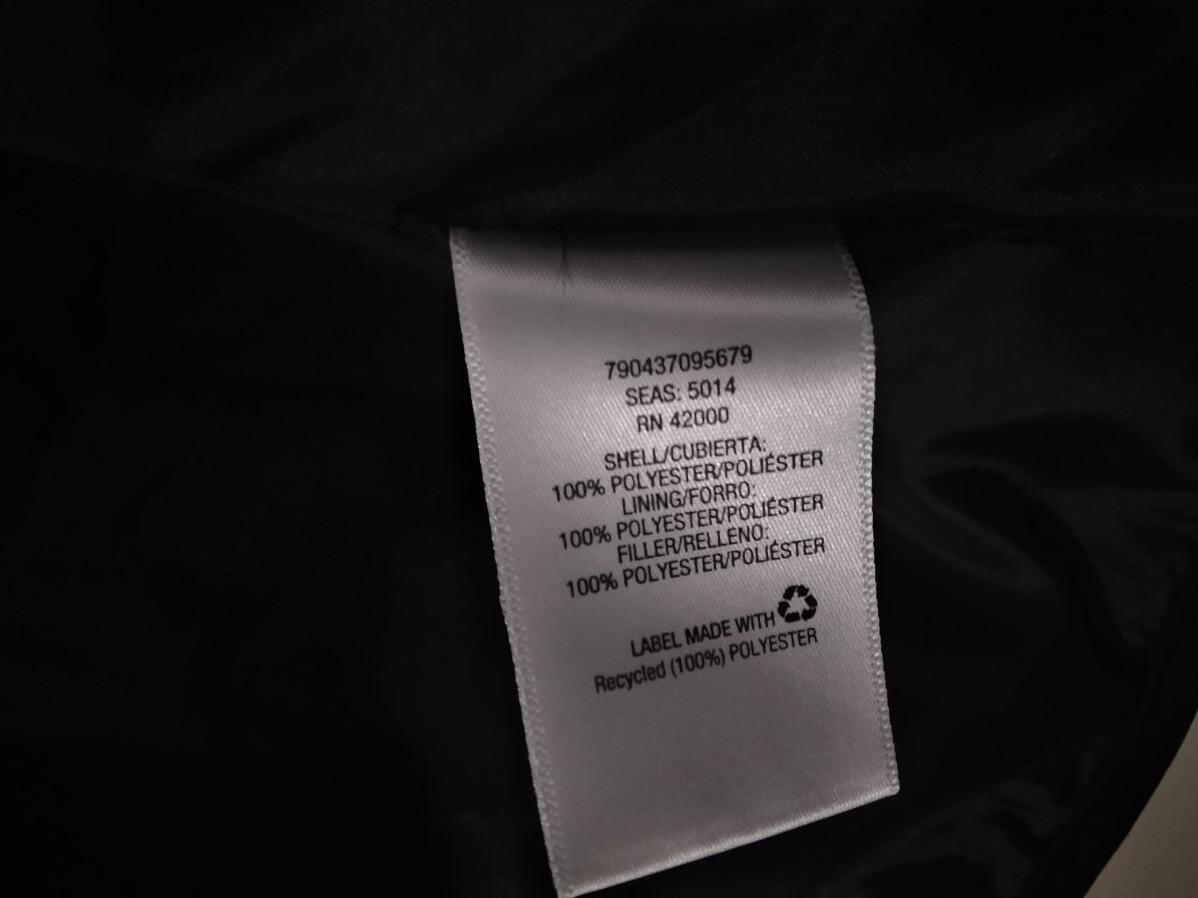 790437095679
SEAS: 5014
RN 42000
SHELL/CUBIERTA:
100% POLYESTER/POLIÉSTER
LINING/FORRO:
100% POLYESTER/POLIÉSTER
FILLER/RELLENO:
100% POLYESTER/POLIÉSTER
LABEL MADE WITH
Recycled (100%) POLYESTER